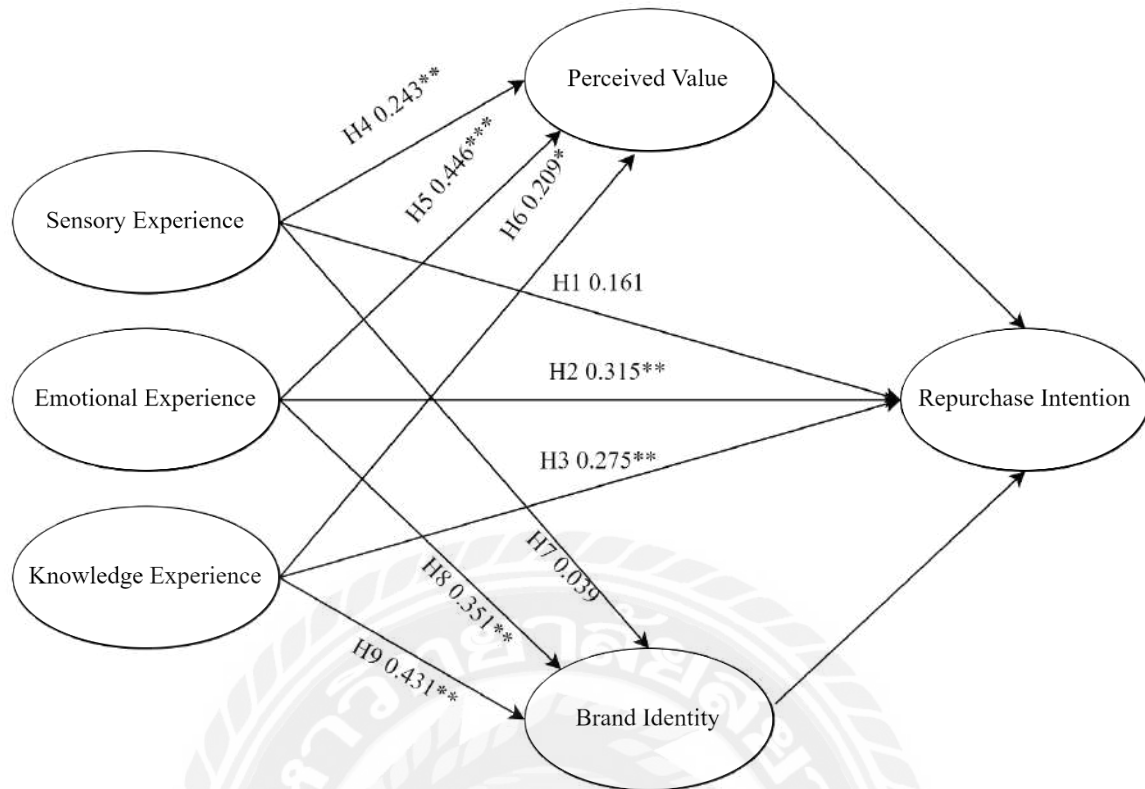 Perceived Value
H4 0.243**
H5 0.446***
H6 0.209*
Sensory Experience
H1 0.161
H2 0.315**
Emotional Experience
Repurchase Intention
H3 0.275**
Knowledge Experience
H7 0.039
H8 0.351**
H9 0.431**
Brand Identity